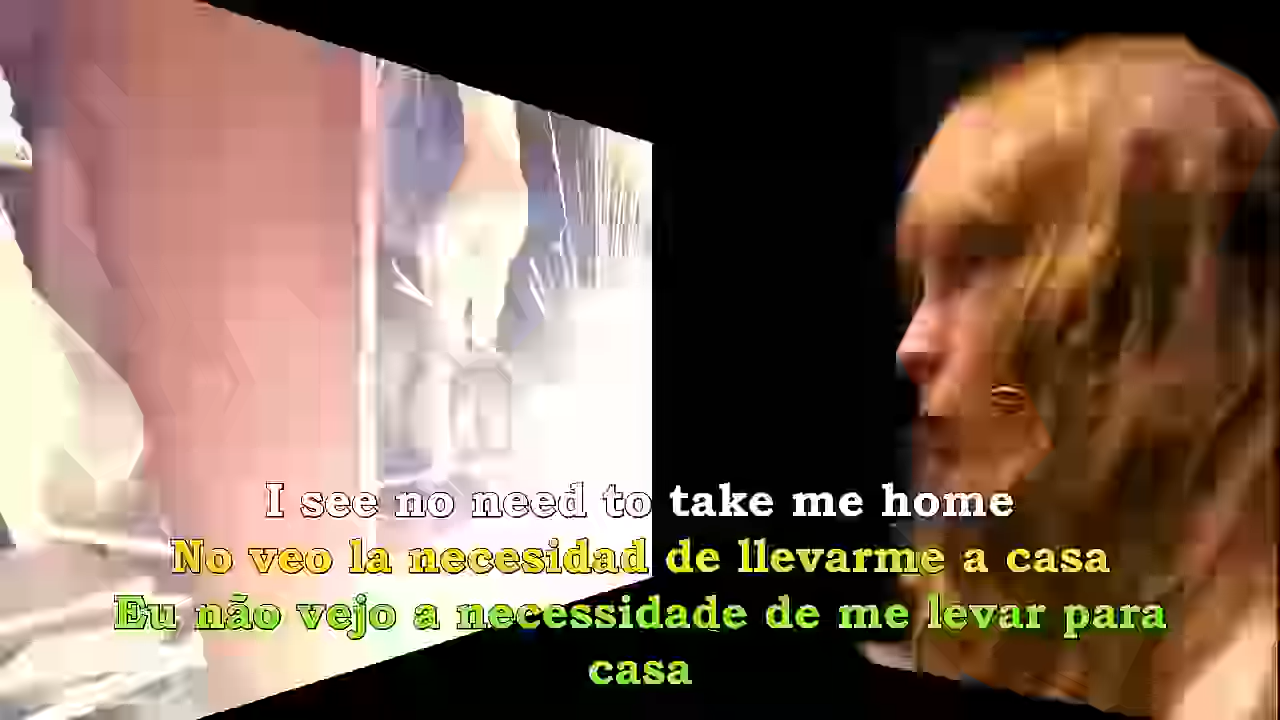 I see no need to take me home
No veo la necesidad de llevarme a casa
Eu não vejo a necessidade de me levar para
casa